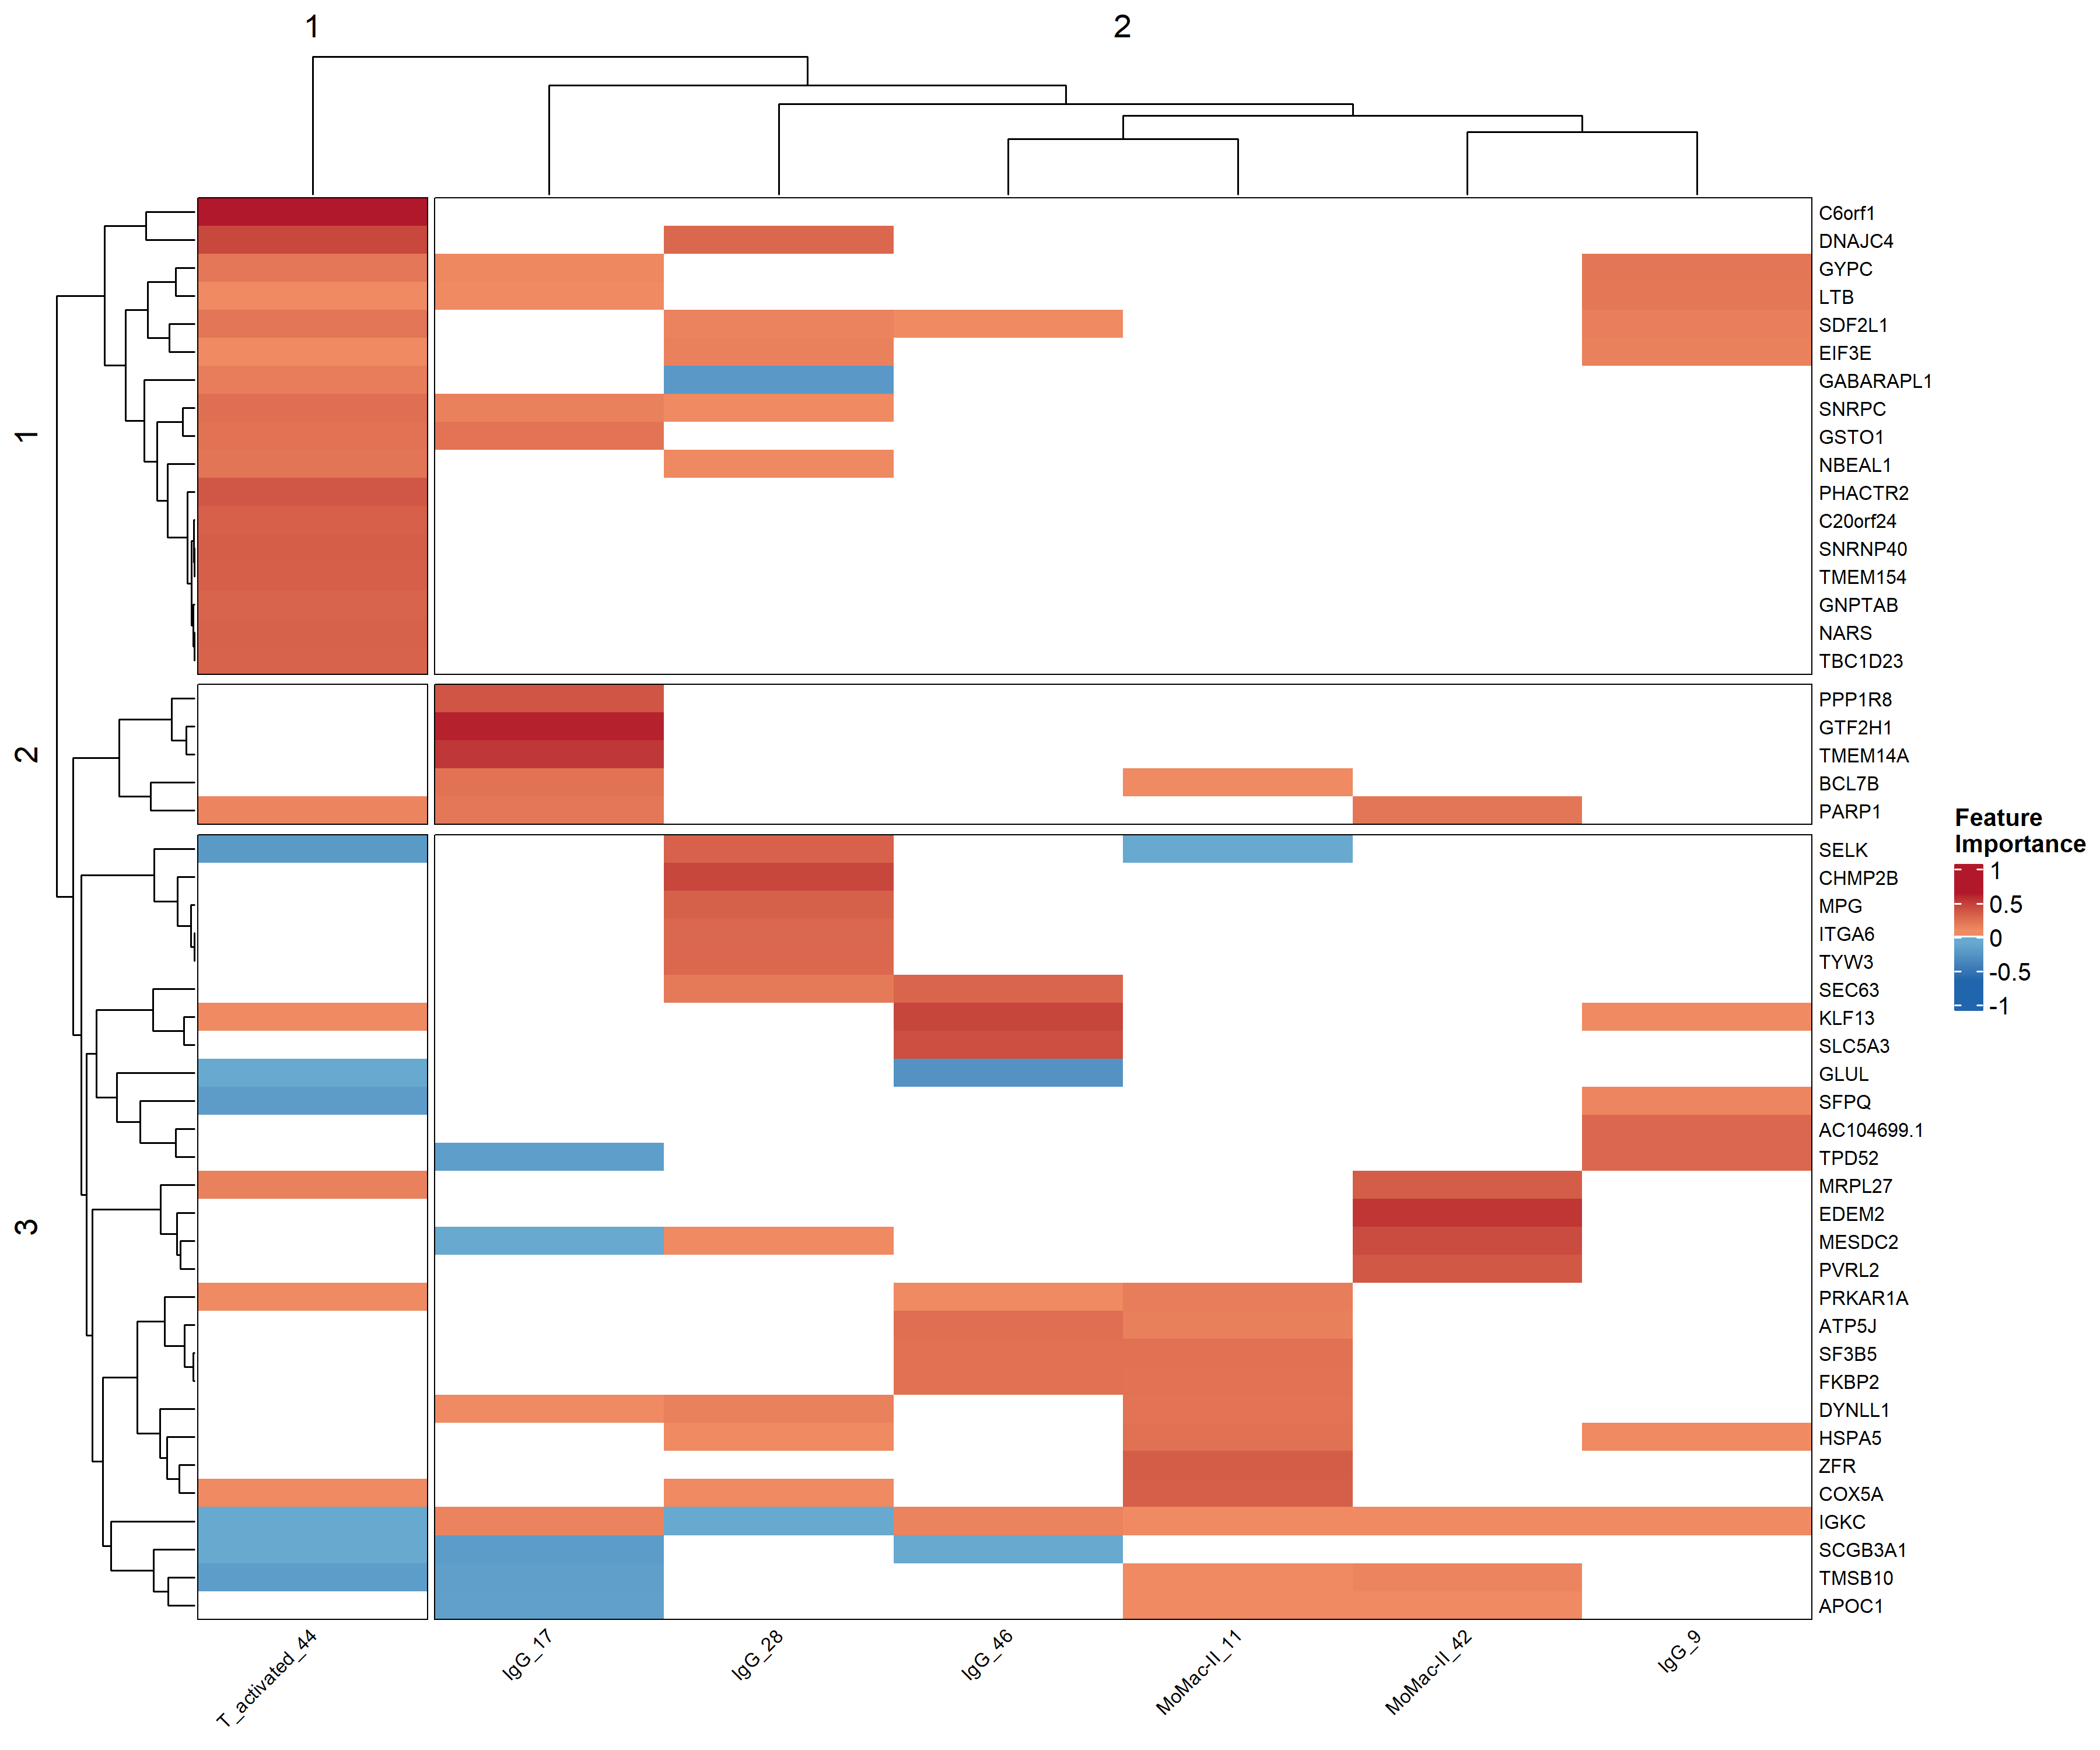 1
2
1
2
3
C6orf1
DNAJC4
GYPC
LTB
SDF2L1
EIF3E
GABARAPL1
SNRPC
GSTO1
NBEAL1
PHACTR2
C20orf24
SNRNP40
TMEM154
GNPTAB
NARS
TBC1D23
PPP1R8
GTF2H1
TMEM14A
BCL7B
PARP1
SELK
CHMP2B
MPG
ITGA6
TYW3
SEC63
KLF13
SLC5A3
GLUL
SFPQ
AC104699.1
TPD52
MRPL27
EDEM2
MESDC2
PVRL2
PRKAR1A
ATP5J
SF3B5
FKBP2
DYNLL1
HSPA5
ZFR
COX5A
IGKC
SCGB3A1
TMSB10
APOC1
Feature
Importance
1
0.5
0
-0.5
-1
T_activated_44
IgG_17
IgG_28
IgG_46
MoMac-II_11
MoMac-II_42
IgG_9